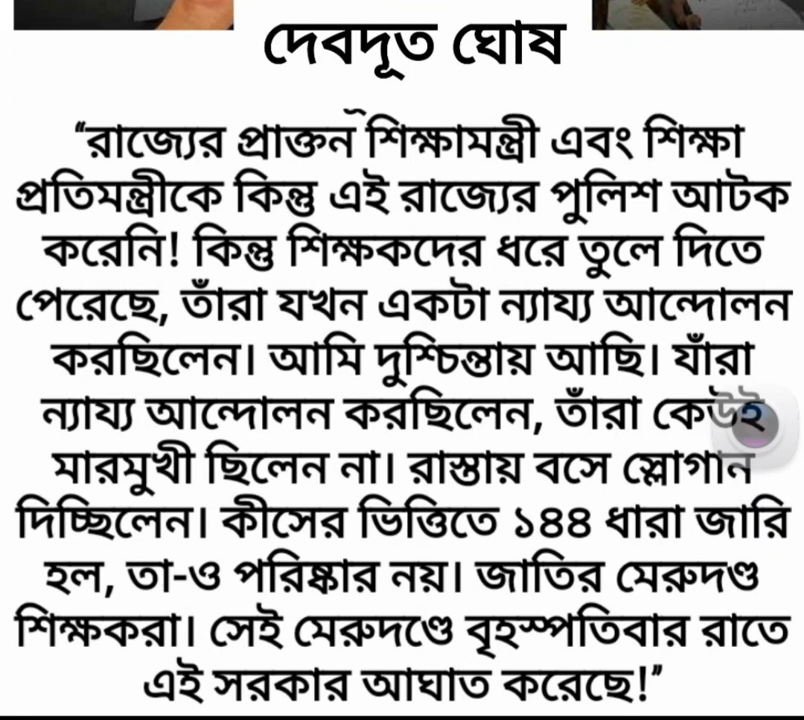 দেবদূত ঘোষ
“রাজ্যের প্রাক্তন শিক্ষামন্ত্রী এবং শিক্ষা
প্রতিমন্ত্রীকে কিন্তু এই রাজ্যের পুলিশ আটক
করেনি! কিন্তু শিক্ষকদের ধরে তুলে দিতে
পেরেছে, তাঁরা যখন একটা ন্যায্য আন্দোলন
করছিলেন। আমি দুশ্চিন্তায় আছি। যাঁরা
ন্যায্য আন্দোলন করছিলেন, তাঁরা কেউই
মারমুখী ছিলেন না। রাস্তায় বসে স্লোগান
দিচ্ছিলেন। কীসের ভিত্তিতে ১৪৪ ধারা জারি
হল, তা-ও পরিষ্কার নয়। জাতির মেরুদণ্ড
শিক্ষকরা। সেই মেরুদণ্ডে বৃহস্পতিবার রাতে
এই সরকার আঘাত করেছে!”